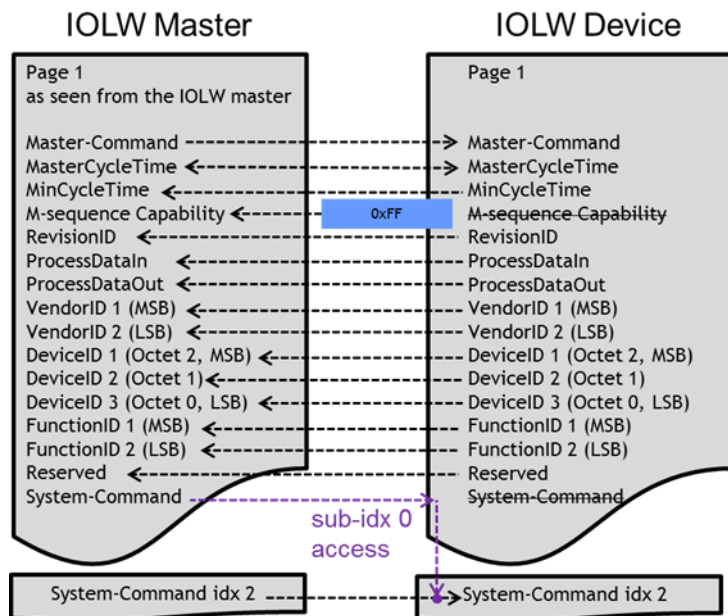 IOLW Master
IOLW Device
Page 1
as seen from the IOLW master
Page 1
Master-Command
Master-Command
MasterCycleTime
MasterCycleTime
MinCycleTime
MinCycleTime
M-sequence Capability
0xFF
M-sequence Capability
RevisionID
RevisionID
ProcessDataIn
ProcessDataIn
ProcessDataOut
ProcessDataOut
VendorID 1 (MSB)
VendorID 1 (MSB)
VendorID 2 (LSB)
VendorID 2 (LSB)
DeviceID 1 (Octet 2, MSB)
DeviceID 1 (Octet 2, MSB)
DeviceID 2 (Octet 1)
DeviceID 2 (Octet 1)
DeviceID 3 (Octet 0, LSB)
DeviceID 3 (Octet 0, LSB)
FunctionID 1 (MSB)
FunctionID 1 (MSB)
FunctionID 2 (LSB)
FunctionID 2 (LSB)
Reserved
Reserved
System-Command
System-Command
sub-idx 0
access
System-Command idx 2
System-Command idx 2